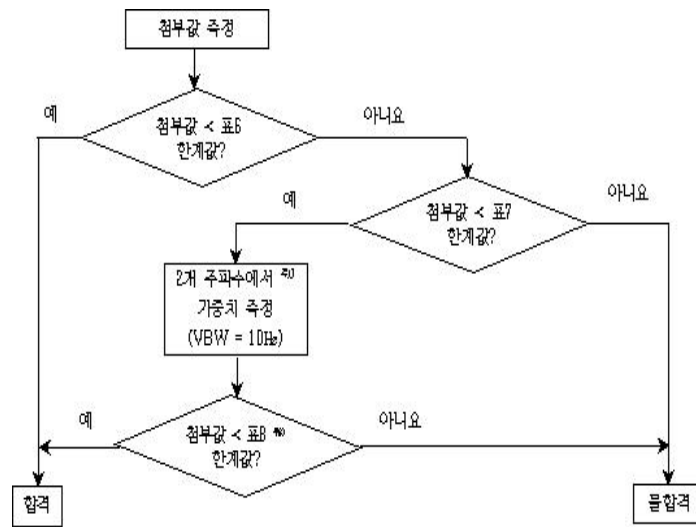 첨부값 측정
예
아니요
첨부값 < 표6
한계값?
예
아니요
첨부값 < 표7
한계값?
2개 주파수에서
가중치 측정
(VBW = 10Hz)
예
아니요
첨부값 < 표8
한계값?
합격
불합격